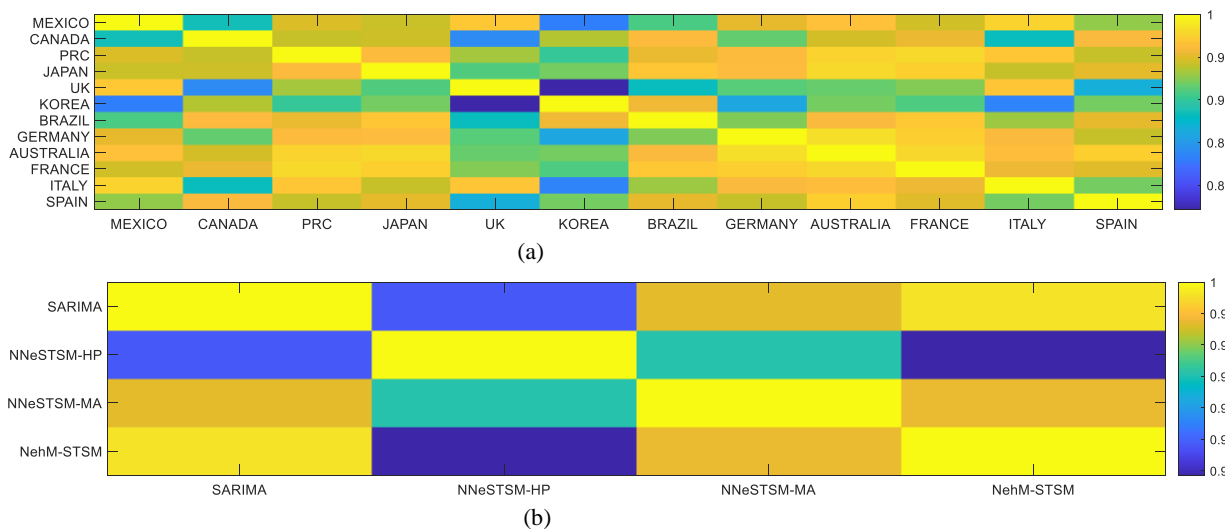 MEXICO
CANADA
PRC
JAPAN
UK
KOREA
BRAZIL
GERMANY
AUSTRALIA
FRANCE
ITALY
SPAIN
MEXICO CANADA PRC JAPAN UK KOREA BRAZIL GERMANY AUSTRALIA FRANCE ITALY SPAIN
1
0.9
0.9
0.8
0.8
(a)
SARIMA
NNeSTSM-HP
NNeSTSM-MA
NehM-STSM
SARIMA NNeSTSM-HP NNeSTSM-MA NehM-STSM
1
0.9
0.9
0.9
0.9
0.9
0.9
(b)